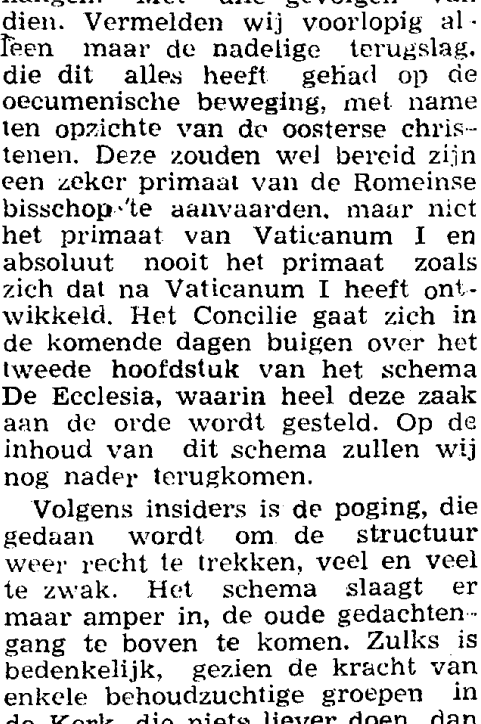 dien. Vermelden wij voorlopig al-
leen maar de nadelige terugslag,
die dit alles heeft gehad op de
oecumenische beweging, met name
ten opzichte van de oosterse chris-
tenen. Deze zouden wel bereid zijn
een zeker primaat van de Romeinse
bisschop te aanvaarden, maar niet
het primaat van Vaticanum I en
absoluut nooit het primaat zoals
zich dat na Vaticanum I heeft ont-
wikkeld. Het Concilie gaat zich in
de komende dagen buigen over het
tweede hoofdstuk van het schema
De Ecclesia, waarin heel deze zaak
aan de orde wordt gesteld. Op de
inhoud van dit schema zullen wij
nog nader terugkomen.
Volgens insiders is de poging, die
gedaan wordt om de structuur
weer recht te trekken, veel en veel
te zwak. Het schema slaagt er
maar amper in, de oude gedachten-
gang te boven te komen. Zulks is
bedenkelijk, gezien de kracht van
enkele behoudzuchtige groepen in
de Kerk, die niets liever doen dan